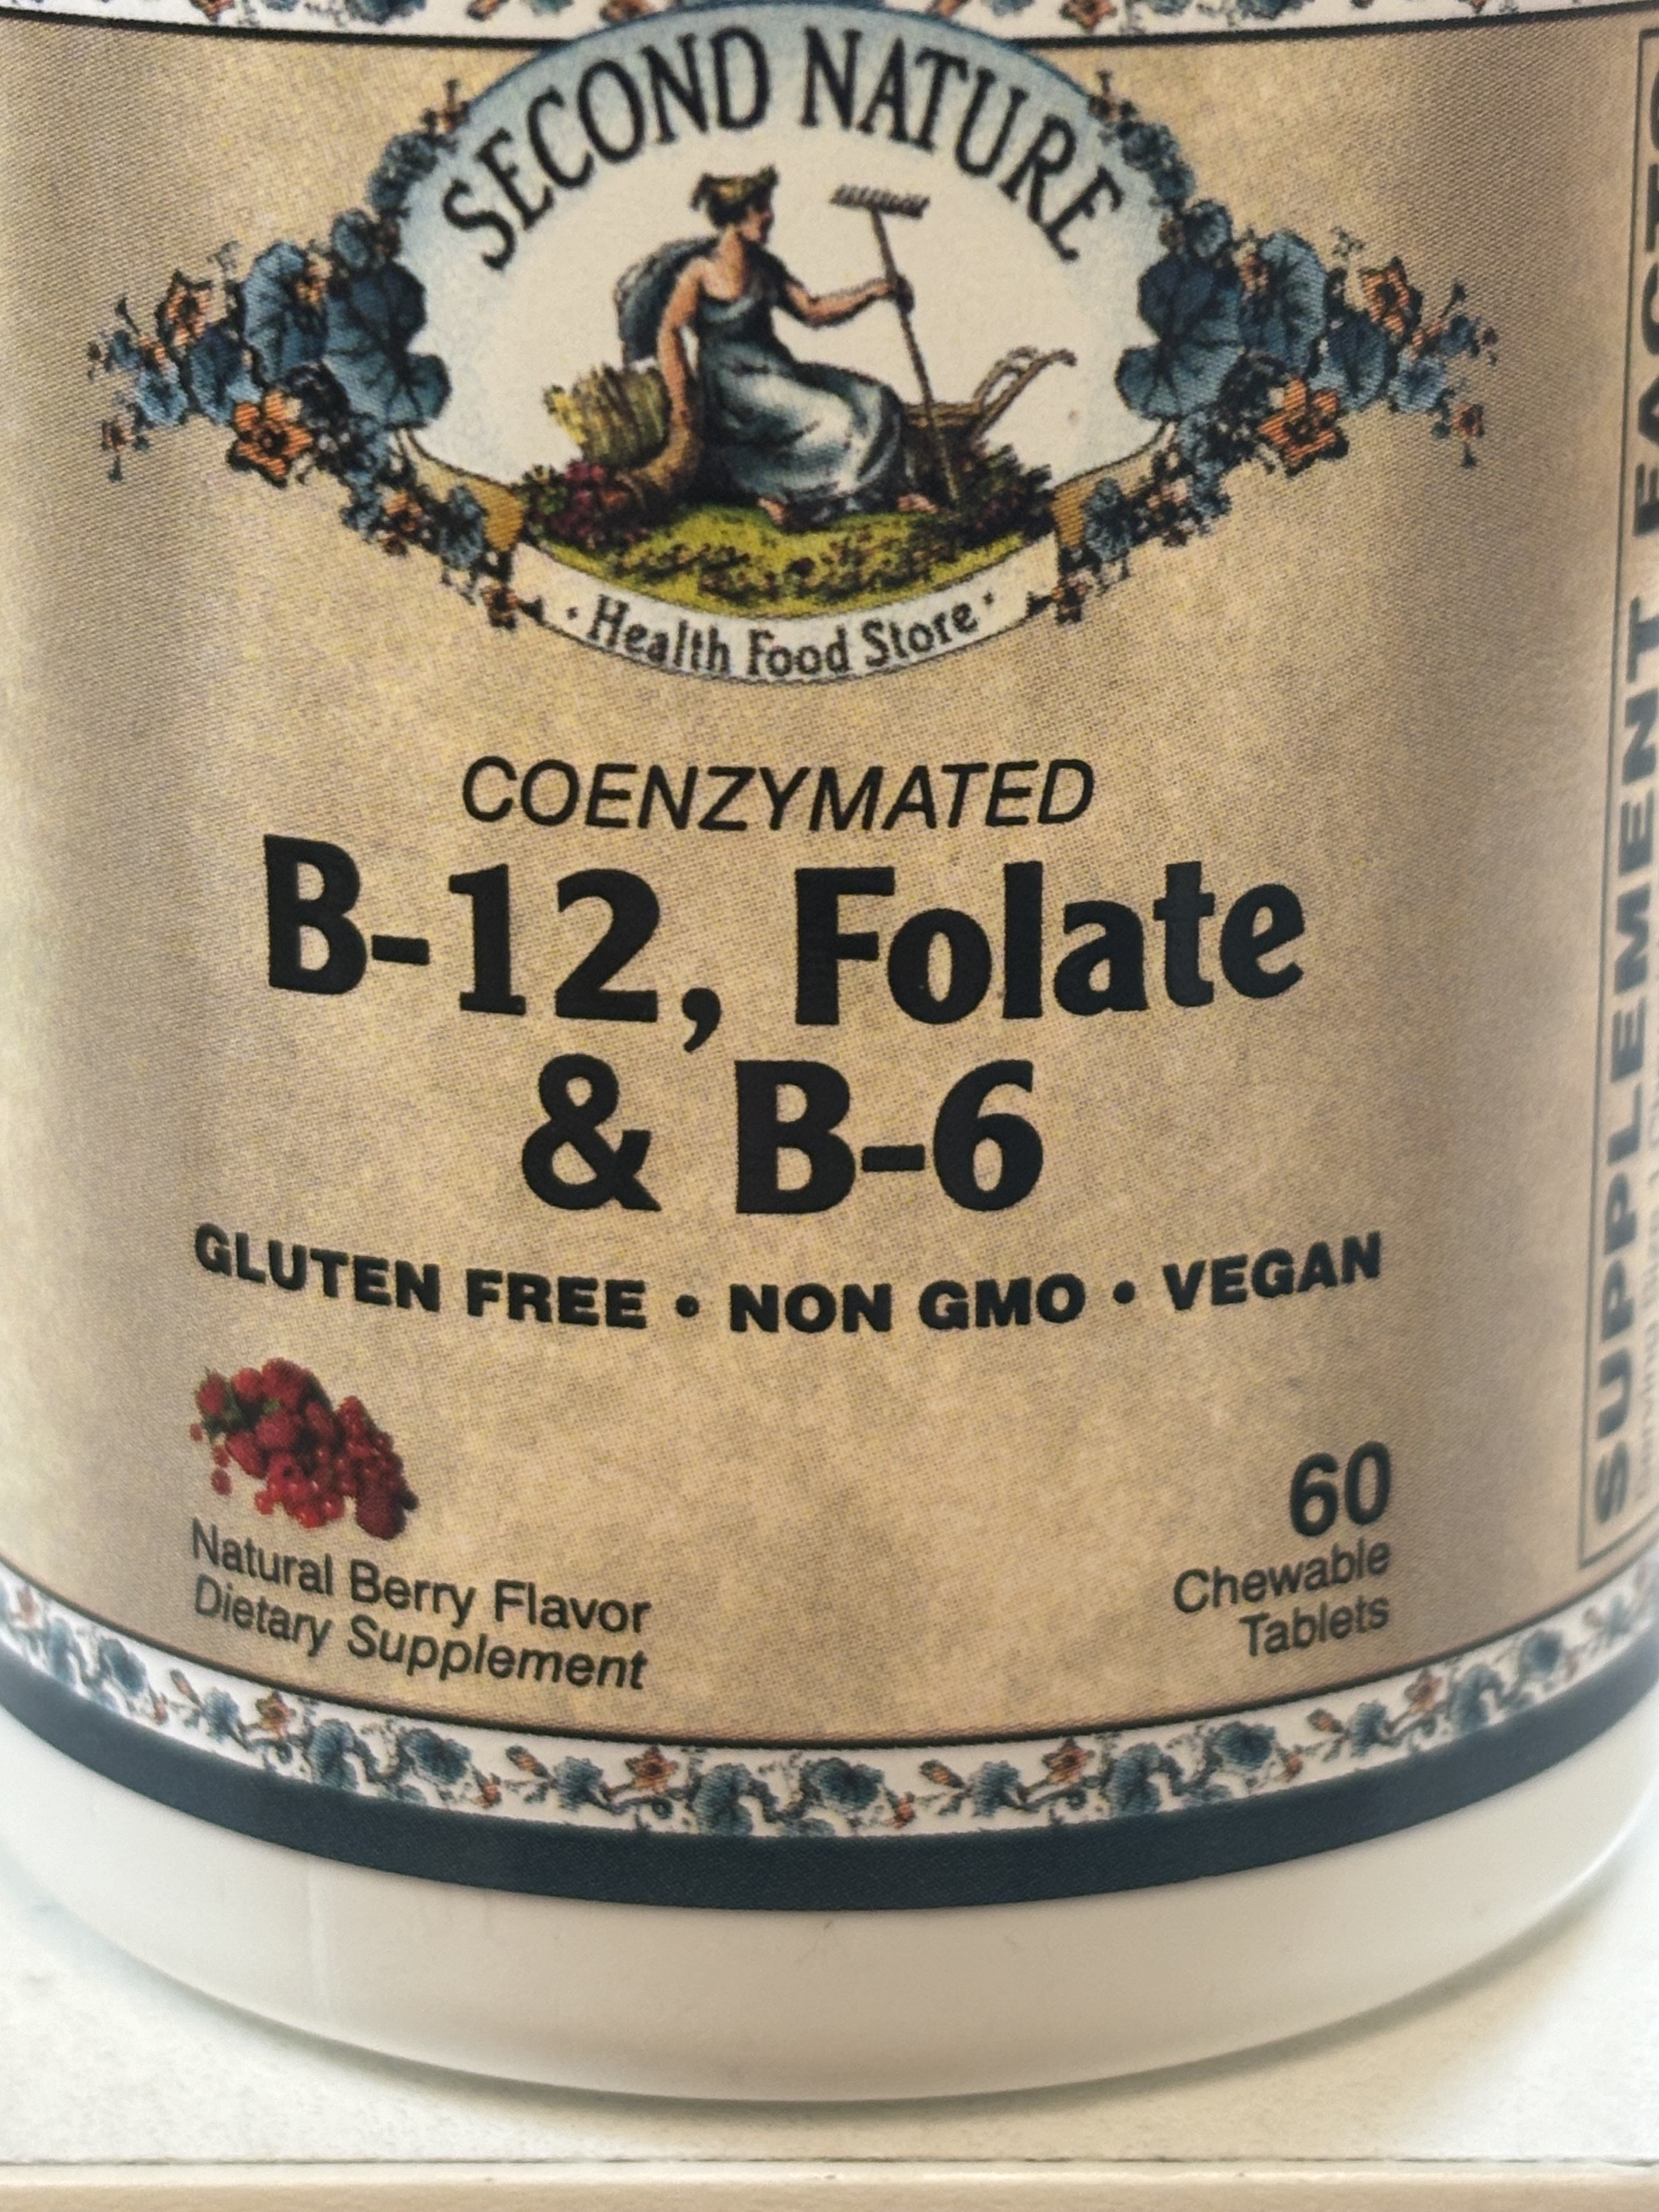 SECOND NATURE
· Health Food Store ·
COENZYMATED
B-12, Folate
& B-6
GLUTEN FREE • NON GMO • VEGAN
Natural Berry Flavor
Dietary Supplement
60
Chewable
Tablets
SUPPLEMENT FACTS